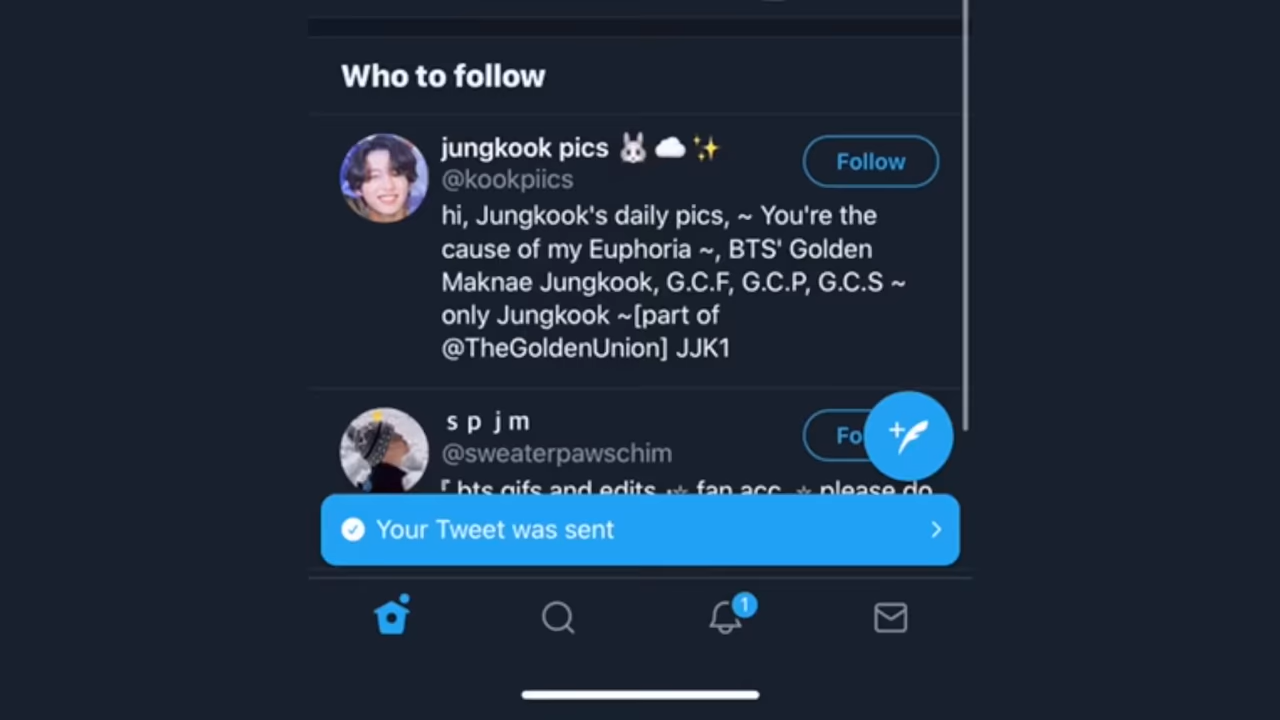 Who to follow
jungkook pics 🐰☁️✨
Follow
@kookpiics
hi, Jungkook's daily pics, ~ You're the
cause of my Euphoria ~, BTS' Golden
Maknae Jungkook, G.C.F, G.C.P, G.C.S ~
only Jungkook ~[part of
@TheGoldenUnion] JJK1
s p j m
Fo
@sweaterpawschim
『 bts gifs and edits ·☆ fan acc ☆ please do
Your Tweet was sent
1